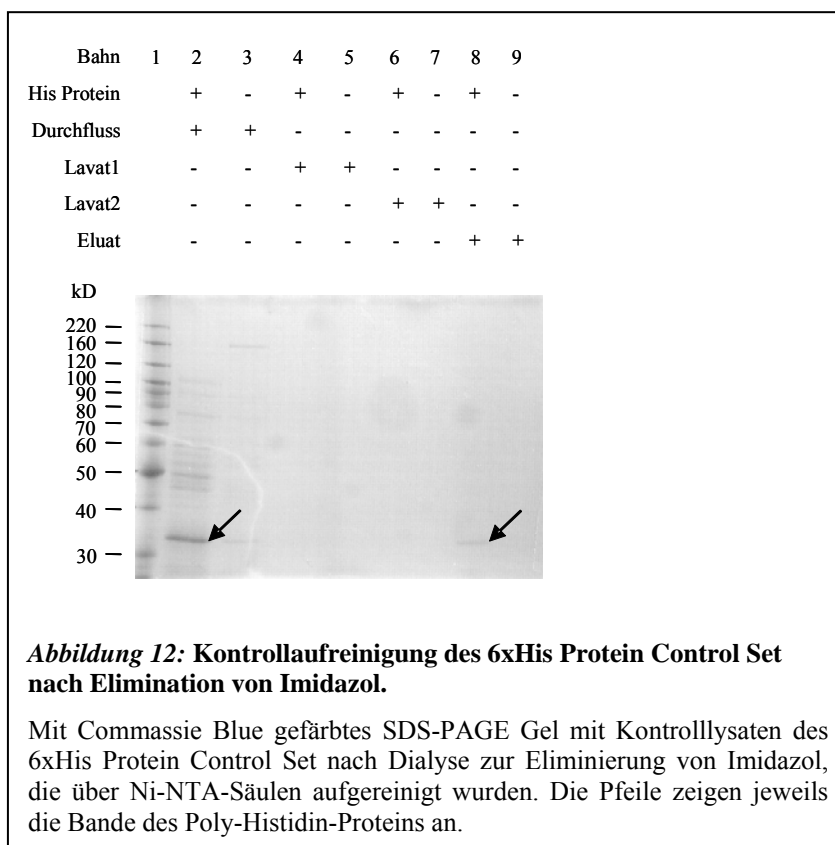 Bahn 1 2 3 4 5 6 7 8 9
His Protein + - + - + - + -
Durchfluss + + - - - - - -
Lavat1 - - + + - - - -
Lavat2 - - - - + + - -
Eluat - - - - - - + +
kD
220
160
120
100
90
80
70
60
50
40
30
Abbildung 12: Kontrollaufreinigung des 6xHis Protein Control Set
nach Elimination von Imidazol.
Mit Commassie Blue gefärbtes SDS-PAGE Gel mit Kontrolllysaten des
6xHis Protein Control Set nach Dialyse zur Eliminierung von Imidazol,
die über Ni-NTA-Säulen aufgereinigt wurden. Die Pfeile zeigen jeweils
die Bande des Poly-Histidin-Proteins an.